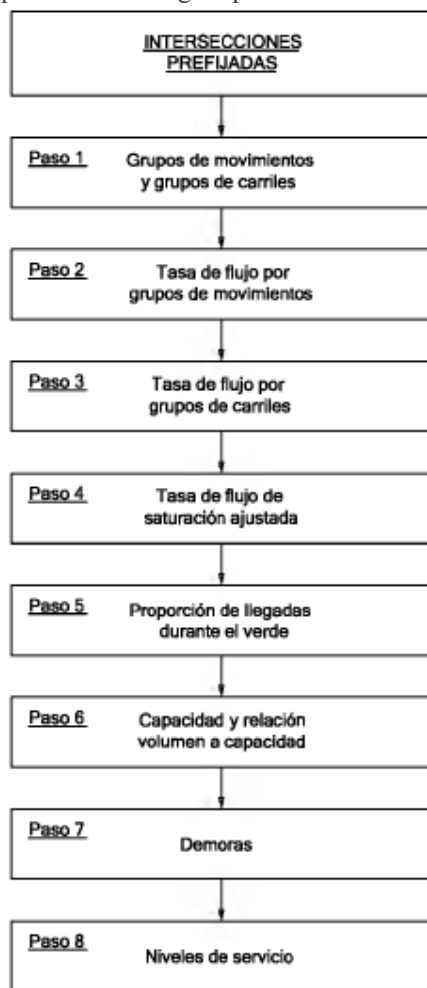 INTERSECCIONES
PREFIJADAS
Paso 1 Grupos de movimientos
y grupos de carriles
Paso 2 Tasa de flujo por
grupos de movimientos
Paso 3 Tasa de flujo por
grupos de carriles
Paso 4 Tasa de flujo de
saturación ajustada
Paso 5 Proporción de llegadas
durante el verde
Paso 6 Capacidad y relación
volumen a capacidad
Paso 7
Demoras
Paso 8
Niveles de servicio